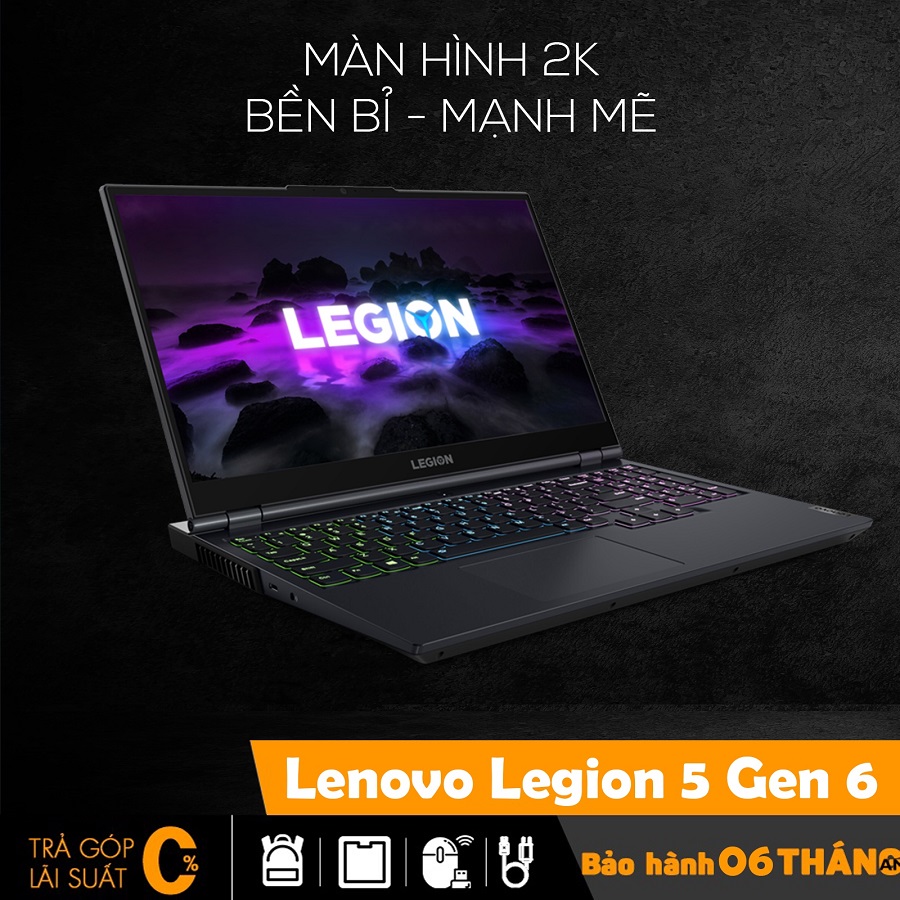 MÀN HÌNH 2K
BỀN BỈ - MẠNH MẼ
LEGION
LEGION
Lenovo Legion 5 Gen 6
TRẢ GÓP
LÃI SUẤT
0%
Bảo hành 06 THÁNG